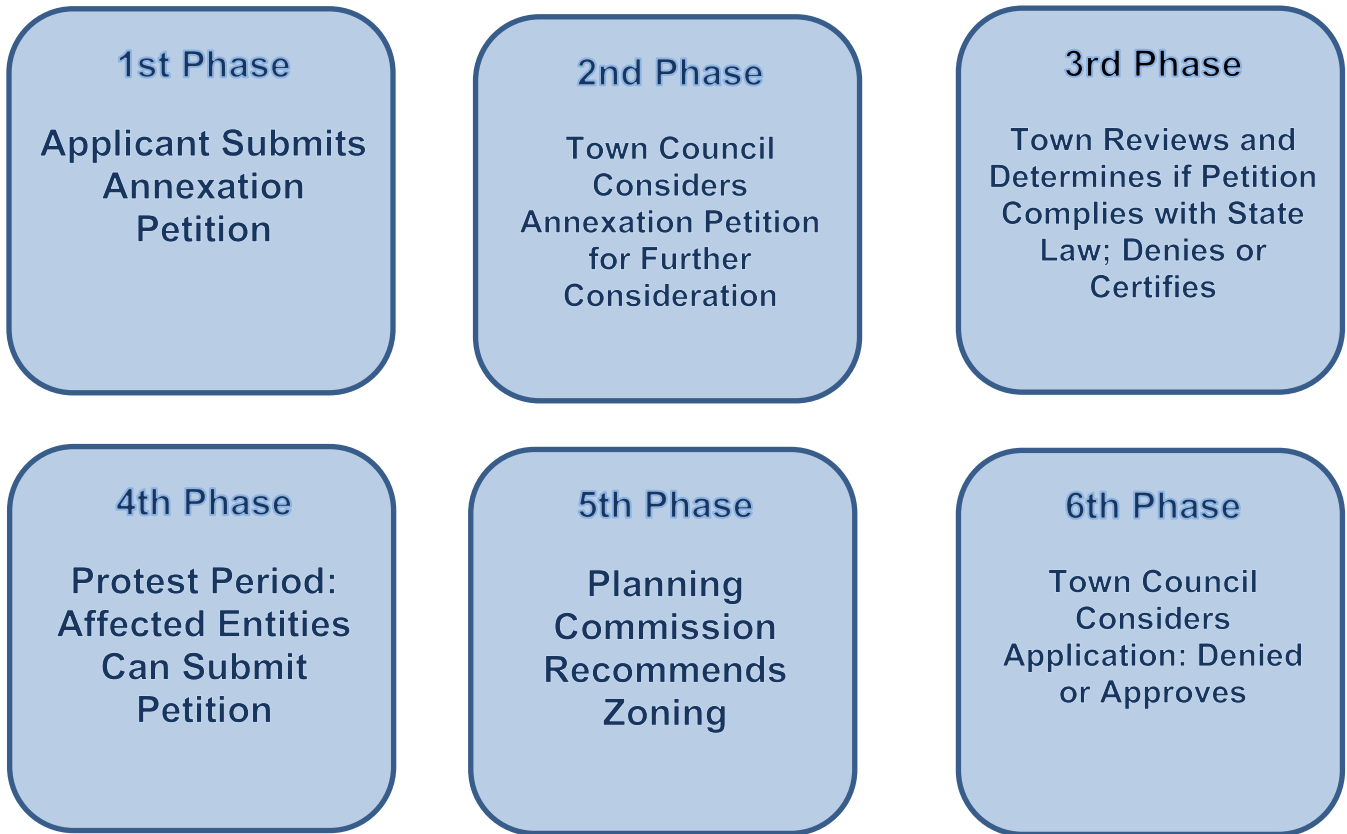 1st Phase
Applicant Submits
Annexation
Petition
2nd Phase
Town Council
Considers
Annexation Petition
for Further
Consideration
3rd Phase
Town Reviews and
Determines if Petition
Complies with State
Law; Denies or
Certifies
4th Phase
Protest Period:
Affected Entities
Can Submit
Petition
5th Phase
Planning
Commission
Recommends
Zoning
6th Phase
Town Council
Considers
Application: Denied
or Approves